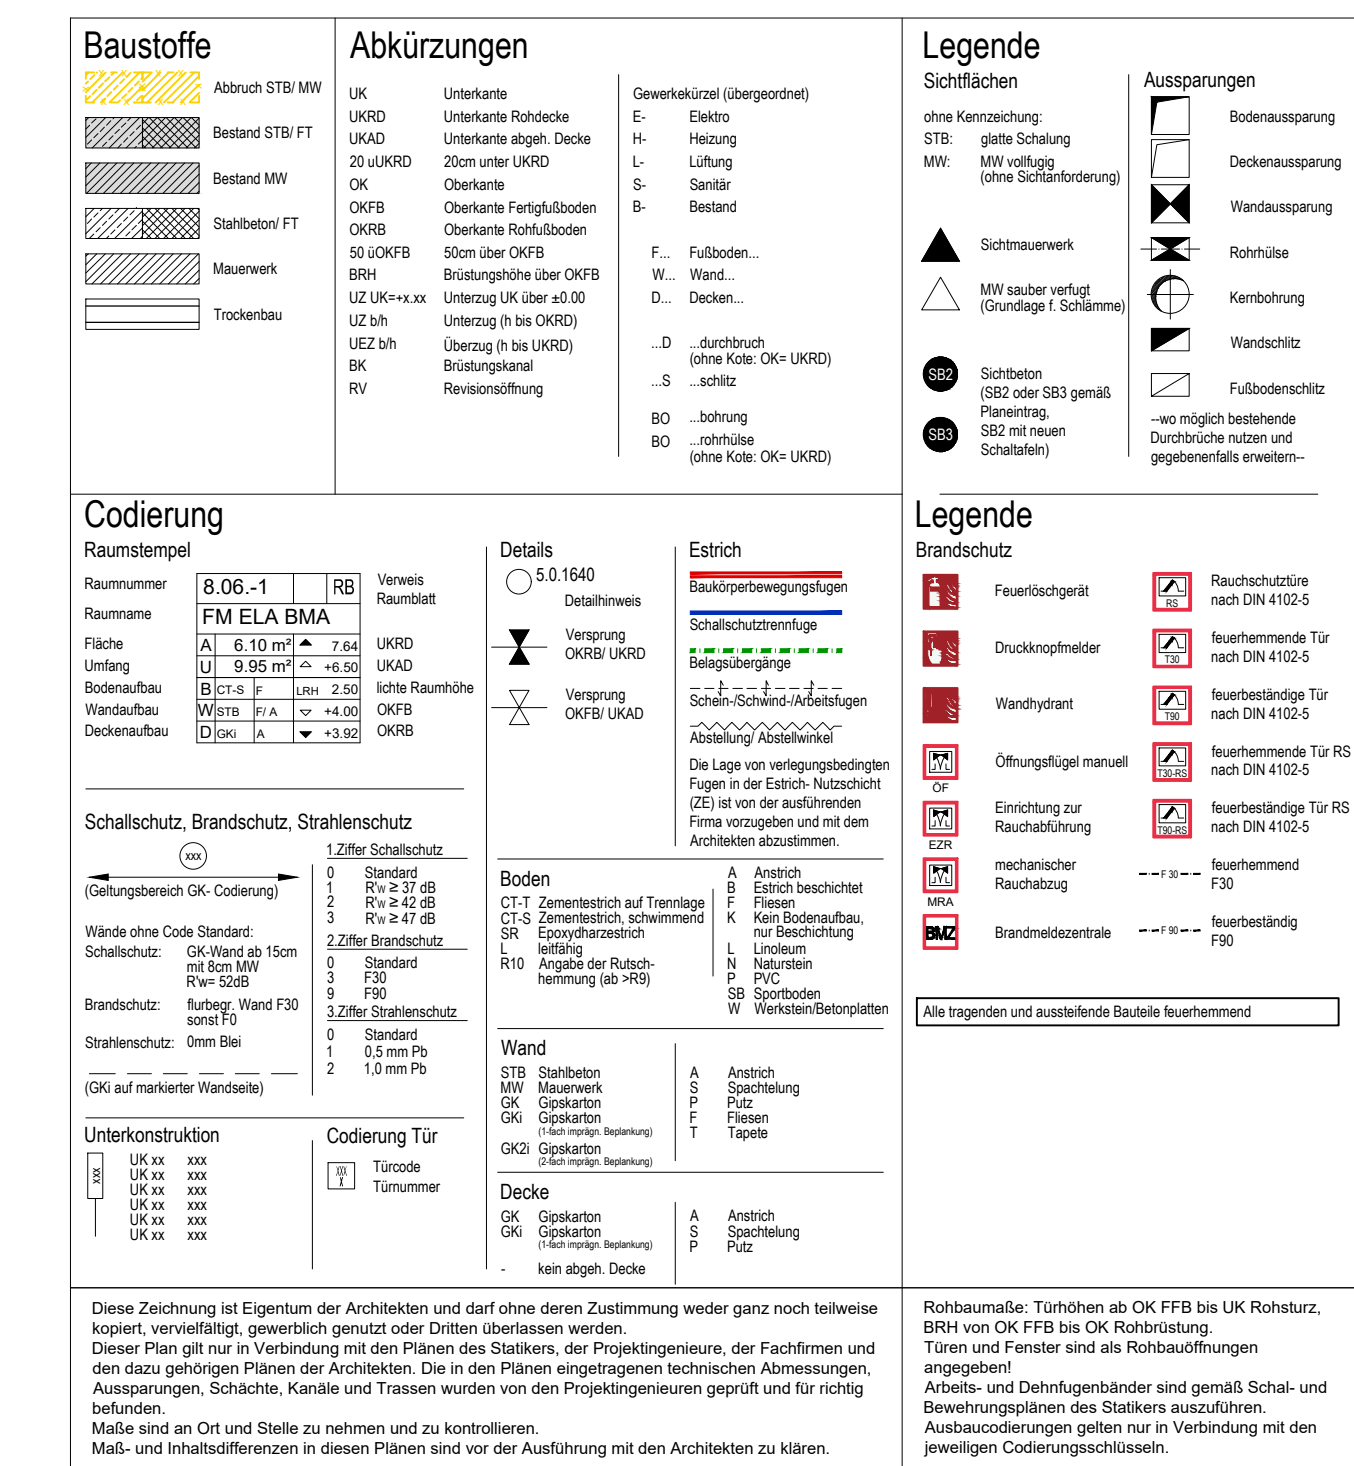 Baustoffe
Abbruch STB/ MW
Bestand STB/ FT
Bestand MW
Stahlbeton/ FT
Mauerwerk
Trockenbau
Abkürzungen
UK Unterkante
UKRD Unterkante Rohdecke
UKAD Unterkante abgeh. Decke
20 uUKRD 20cm unter UKRD
OK Oberkante
OKFB Oberkante Fertigfußboden
OKRB Oberkante Rohfußboden
50 üOKFB 50cm über OKFB
BRH Brüstungshöhe über OKFB
UZ UK=+x.xx Unterzug UK über ±0.00
UZ b/h Unterzug (h bis OKRD)
UEZ b/h Überzug (h bis UKRD)
BK Brüstungskanal
RV Revisionsöffnung
Gewerkekürzel (übergeordnet)
E- Elektro
H- Heizung
L- Lüftung
S- Sanitär
B- Bestand
F... Fußboden...
W... Wand...
D... Decken...
...D ...durchbruch
(ohne Kote: OK= UKRD)
...S ...schlitz
BO ...bohrung
BO ...rohrhülse
(ohne Kote: OK= UKRD)
Legende
Sichtflächen
ohne Kennzeichung:
STB: glatte Schalung
MW: MW vollfugig
(ohne Sichtanforderung)
Sichtmauerwerk
MW sauber verfugt
(Grundlage f. Schlämme)
SB2 Sichtbeton
(SB2 oder SB3 gemäß
Planeintrag,
SB3 SB2 mit neuen
Schaltafeln)
Aussparungen
Bodenaussparung
Deckenaussparung
Wandaussparung
Rohrhülse
Kernbohrung
Wandschlitz
Fußbodenschlitz
--wo möglich bestehende
Durchbrüche nutzen und
gegebenenfalls erweitern--
Codierung
Raumstempel
Raumnummer 8.06.-1 RB Verweis
Raumblatt
Raumname FM ELA BMA
Fläche A 6.10 m² 7.64 UKRD
Umfang U 9.95 m² +6.50 UKAD
Bodenaufbau B CT-S F LRH 2.50 lichte Raumhöhe
Wandaufbau W STB F/ A +4.00 OKFB
Deckenaufbau D GKi A +3.92 OKRB
Schallschutz, Brandschutz, Strahlenschutz
xxx
(Geltungsbereich GK- Codierung)
Wände ohne Code Standard:
Schallschutz: GK-Wand ab 15cm
mit 8cm MW
R'w= 52dB
Brandschutz: flurbegr. Wand F30
sonst F0
Strahlenschutz: 0mm Blei
(GKi auf markierter Wandseite)
1.Ziffer Schallschutz
0 Standard
1 R'w ≥ 37 dB
2 R'w ≥ 42 dB
3 R'w ≥ 47 dB
2.Ziffer Brandschutz
0 Standard
3 F30
9 F90
3.Ziffer Strahlenschutz
0 Standard
1 0,5 mm Pb
2 1,0 mm Pb
Unterkonstruktion
xxx
UK xx xxx
UK xx xxx
UK xx xxx
UK xx xxx
UK xx xxx
UK xx xxx
Codierung Tür
xxx Türcode
x Türnummer
Details
5.0.1640
Detailhinweis
Versprung
OKRB/ UKRD
Versprung
OKFB/ UKAD
Estrich
Baukörperbewegungsfugen
Schallschutztrennfuge
Belagsübergänge
Schein-/Schwind-/Arbeitsfugen
Abstellung/ Abstellwinkel
Die Lage von verlegungsbedingten
Fugen in der Estrich- Nutzschicht
(ZE) ist von der ausführenden
Firma vorzugeben und mit dem
Architekten abzustimmen.
Boden
CT-T Zementestrich auf Trennlage
CT-S Zementestrich, schwimmend
SR Epoxydharzestrich
L leitfähig
R10 Angabe der Rutsch-
hemmung (ab >R9)
A Anstrich
B Estrich beschichtet
F Fliesen
K Kein Bodenaufbau,
nur Beschichtung
L Linoleum
N Naturstein
P PVC
SB Sportboden
W Werkstein/Betonplatten
Wand
STB Stahlbeton
MW Mauerwerk
GK Gipskarton
GKi Gipskarton
(1-fach imprägn. Beplankung)
GK2i Gipskarton
(2-fach imprägn. Beplankung)
A Anstrich
S Spachtelung
P Putz
F Fliesen
T Tapete
Decke
GK Gipskarton
GKi Gipskarton
(1-fach imprägn. Beplankung)
- kein abgeh. Decke
A Anstrich
S Spachtelung
P Putz
Legende
Brandschutz
Feuerlöschgerät
Druckknopfmelder
Wandhydrant
ÖF Öffnungsflügel manuell
EZR Einrichtung zur
Rauchabführung
MRA mechanischer
Rauchabzug
BMZ Brandmeldezentrale
RS Rauchschutztüre
nach DIN 4102-5
T30 feuerhemmende Tür
nach DIN 4102-5
T90 feuerbeständige Tür
nach DIN 4102-5
T30-RS feuerhemmende Tür RS
nach DIN 4102-5
T90-RS feuerbeständige Tür RS
nach DIN 4102-5
F 30 feuerhemmend
F30
F 90 feuerbeständig
F90
Alle tragenden und aussteifende Bauteile feuerhemmend
Diese Zeichnung ist Eigentum der Architekten und darf ohne deren Zustimmung weder ganz noch teilweise
kopiert, vervielfältigt, gewerblich genutzt oder Dritten überlassen werden.
Dieser Plan gilt nur in Verbindung mit den Plänen des Statikers, der Projektingenieure, der Fachfirmen und
den dazu gehörigen Plänen der Architekten. Die in den Plänen eingetragenen technischen Abmessungen,
Aussparungen, Schächte, Kanäle und Trassen wurden von den Projektingenieuren geprüft und für richtig
befunden.
Maße sind an Ort und Stelle zu nehmen und zu kontrollieren.
Maß- und Inhaltsdifferenzen in diesen Plänen sind vor der Ausführung mit den Architekten zu klären.
Rohbaumaße: Türhöhen ab OK FFB bis UK Rohsturz,
BRH von OK FFB bis OK Rohbrüstung.
Türen und Fenster sind als Rohbauöffnungen
angegeben!
Arbeits- und Dehnfugenbänder sind gemäß Schal- und
Bewehrungsplänen des Statikers auszuführen.
Ausbaucodierungen gelten nur in Verbindung mit den
jeweiligen Codierungsschlüsseln.